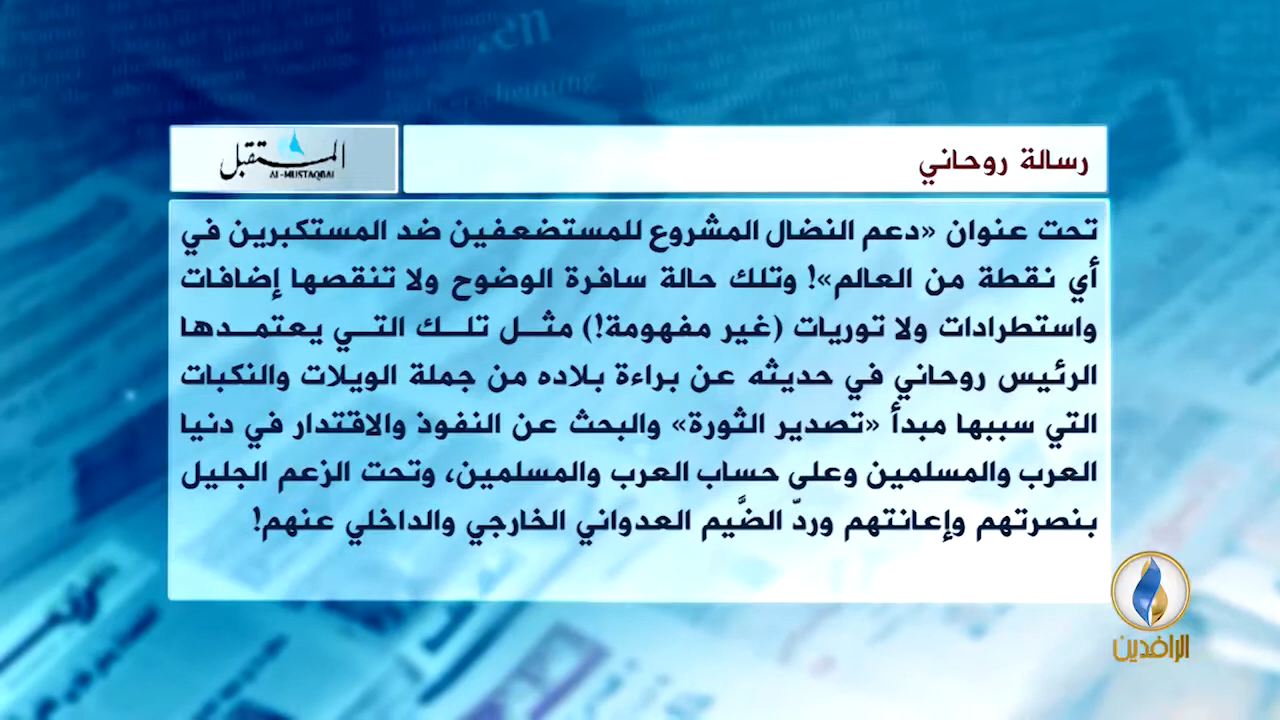 .en
cheinung
المستقبل
AL-MUSTAQBAL
رسالة روحاني
تحت عنوان «دعم النضال المشروع للمستضعفين ضد المستكبرين في
أي نقطة من العالم»! وتلك حالة سافرة الوضوح ولا تنقصها إضافات
واستطرادات ولا توريات (غير مفهومة!) مثـل تلـك التـي يعتمـدها
الرئيس روحاني في حديثه عن براءة بلاده من جملة الويلات والنكبات
التي سببها مبدأ «تصدير الثورة» والبحث عن النفوذ والاقتدار في دنيا
العرب والمسلمين وعلى حساب العرب والمسلمين، وتحت الزعم الجليل
بنصرتهم وإعانتهم وردّ الضَّيم العدواني الخارجي والداخلي عنهم!
الرافدين